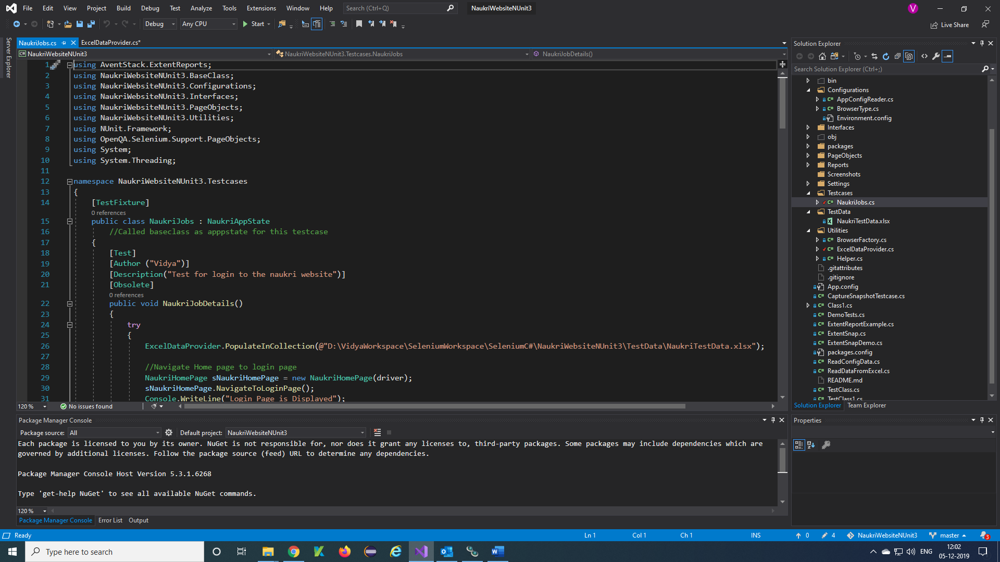 File Edit View Project Build Debug Test Analyze Tools Extensions Window Help Search (Ctrl+Q) NaukriWebsiteNUnit3 V
Debug Any CPU Start Live Share
Server Explorer
NaukriJobs.cs ExcelDataProvider.cs*
C# NaukriWebsiteNUnit3 NaukriWebsiteNUnit3.Testcases.NaukriJobs NaukriJobDetails()
1 using AventStack.ExtentReports;
2 using NaukriWebsiteNUnit3.BaseClass;
3 using NaukriWebsiteNUnit3.Configurations;
4 using NaukriWebsiteNUnit3.Interfaces;
5 using NaukriWebsiteNUnit3.PageObjects;
6 using NaukriWebsiteNUnit3.Utilities;
7 using NUnit.Framework;
8 using OpenQA.Selenium.Support.PageObjects;
9 using System;
10 using System.Threading;
11
12 namespace NaukriWebsiteNUnit3.Testcases
13 {
14 [TestFixture]
0 references
15 public class NaukriJobs : NaukriAppState
16 //Called baseclass as apppstate for this testcase
17 {
18 [Test]
19 [Author ("Vidya")]
20 [Description("Test for login to the naukri website")]
21 [Obsolete]
0 references
22 public void NaukriJobDetails()
23 {
24 try
25 {
26 ExcelDataProvider.PopulateInCollection(@"D:\VidyaWorkspace\SeleniumWorkspace\SeleniumC#\NaukriWebsiteNUnit3\TestData\NaukriTestData.xlsx");
27
28 //Navigate Home page to login page
29 NaukriHomePage sNaukriHomePage = new NaukriHomePage(driver);
30 sNaukriHomePage.NavigateToLoginPage();
31 Console.WriteLine("Login Page is Displayed");
120 % No issues found
Package Manager Console
Package source: All Default project: NaukriWebsiteNUnit3
Each package is licensed to you by its owner. NuGet is not responsible for, nor does it grant any licenses to, third-party packages. Some packages may include dependencies which are
governed by additional licenses. Follow the package source (feed) URL to determine any dependencies.
Package Manager Console Host Version 5.3.1.6268
Type 'get-help NuGet' to see all available NuGet commands.
120 %
Package Manager Console Error List Output
Solution Explorer
Search Solution Explorer (Ctrl+;)
bin
Configurations
C# AppConfigReader.cs
C# BrowserType.cs
Environment.config
Interfaces
obj
packages
PageObjects
Reports
Screenshots
Settings
Testcases
C# NaukriJobs.cs
TestData
NaukriTestData.xlsx
Utilities
C# BrowserFactory.cs
C# ExcelDataProvider.cs
C# Helper.cs
.gitattributes
.gitignore
App.config
C# CaptureSnapshotTestcase.cs
C# Class1.cs
C# DemoTests.cs
C# ExtentReportExample.cs
C# ExtentSnap.cs
C# ExtentSnapDemo.cs
packages.config
C# ReadConfigData.cs
C# ReadDataFromExcel.cs
README.md
C# TestClass.cs
C# TestClass1.cs
Solution Explorer Team Explorer
Properties
Ready Ln 1 Col 1 Ch 1 INS 0 4 NaukriWebsiteNUnit3 master 3
Type here to search ENG 12:02
05-12-2019